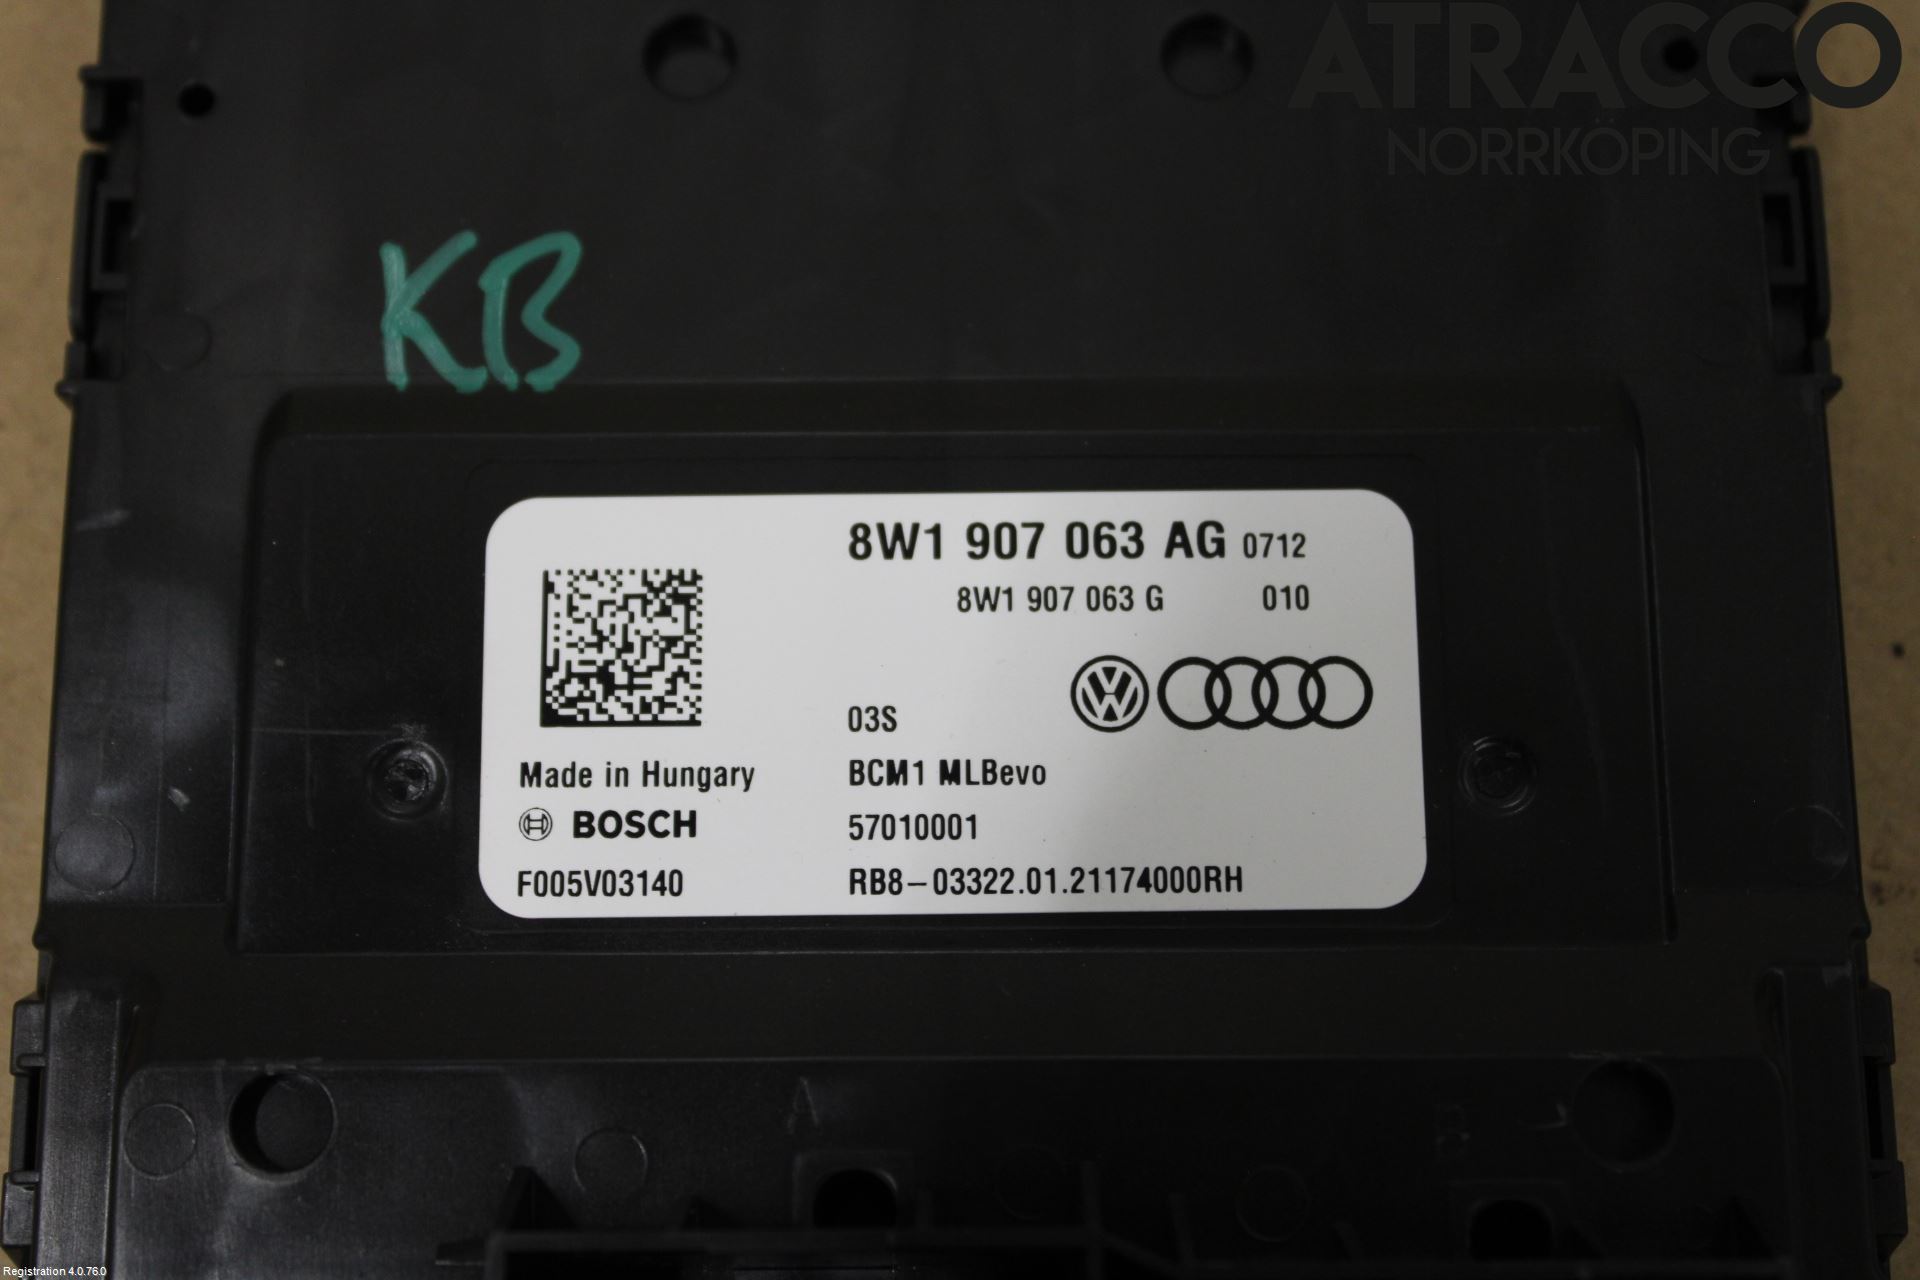 ATRACCO
NORRKÖPING
KB
8W1 907 063 AG 0712
8W1 907 063 G 010
03S
Made in Hungary
BCM1 MLBevo
BOSCH
57010001
F005V03140
RB8-03322.01.21174000RH
A
B
Registration 4.0.76.0